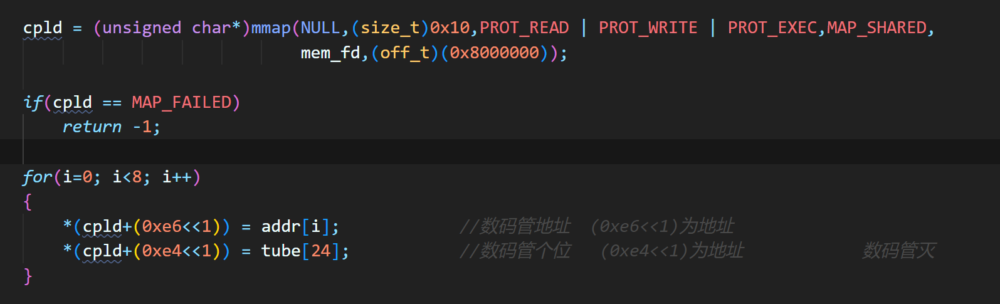 cpld = (unsigned char*)mmap(NULL,(size_t)0x10,PROT_READ | PROT_WRITE | PROT_EXEC,MAP_SHARED,
mem_fd,(off_t)(0x8000000));
if(cpld == MAP_FAILED)
return -1;
for(i=0; i<8; i++)
{
*(cpld+(0xe6<<1)) = addr[i]; //数码管地址 (0xe6<<1)为地址
*(cpld+(0xe4<<1)) = tube[24]; //数码管个位 (0xe4<<1)为地址 数码管灭
}